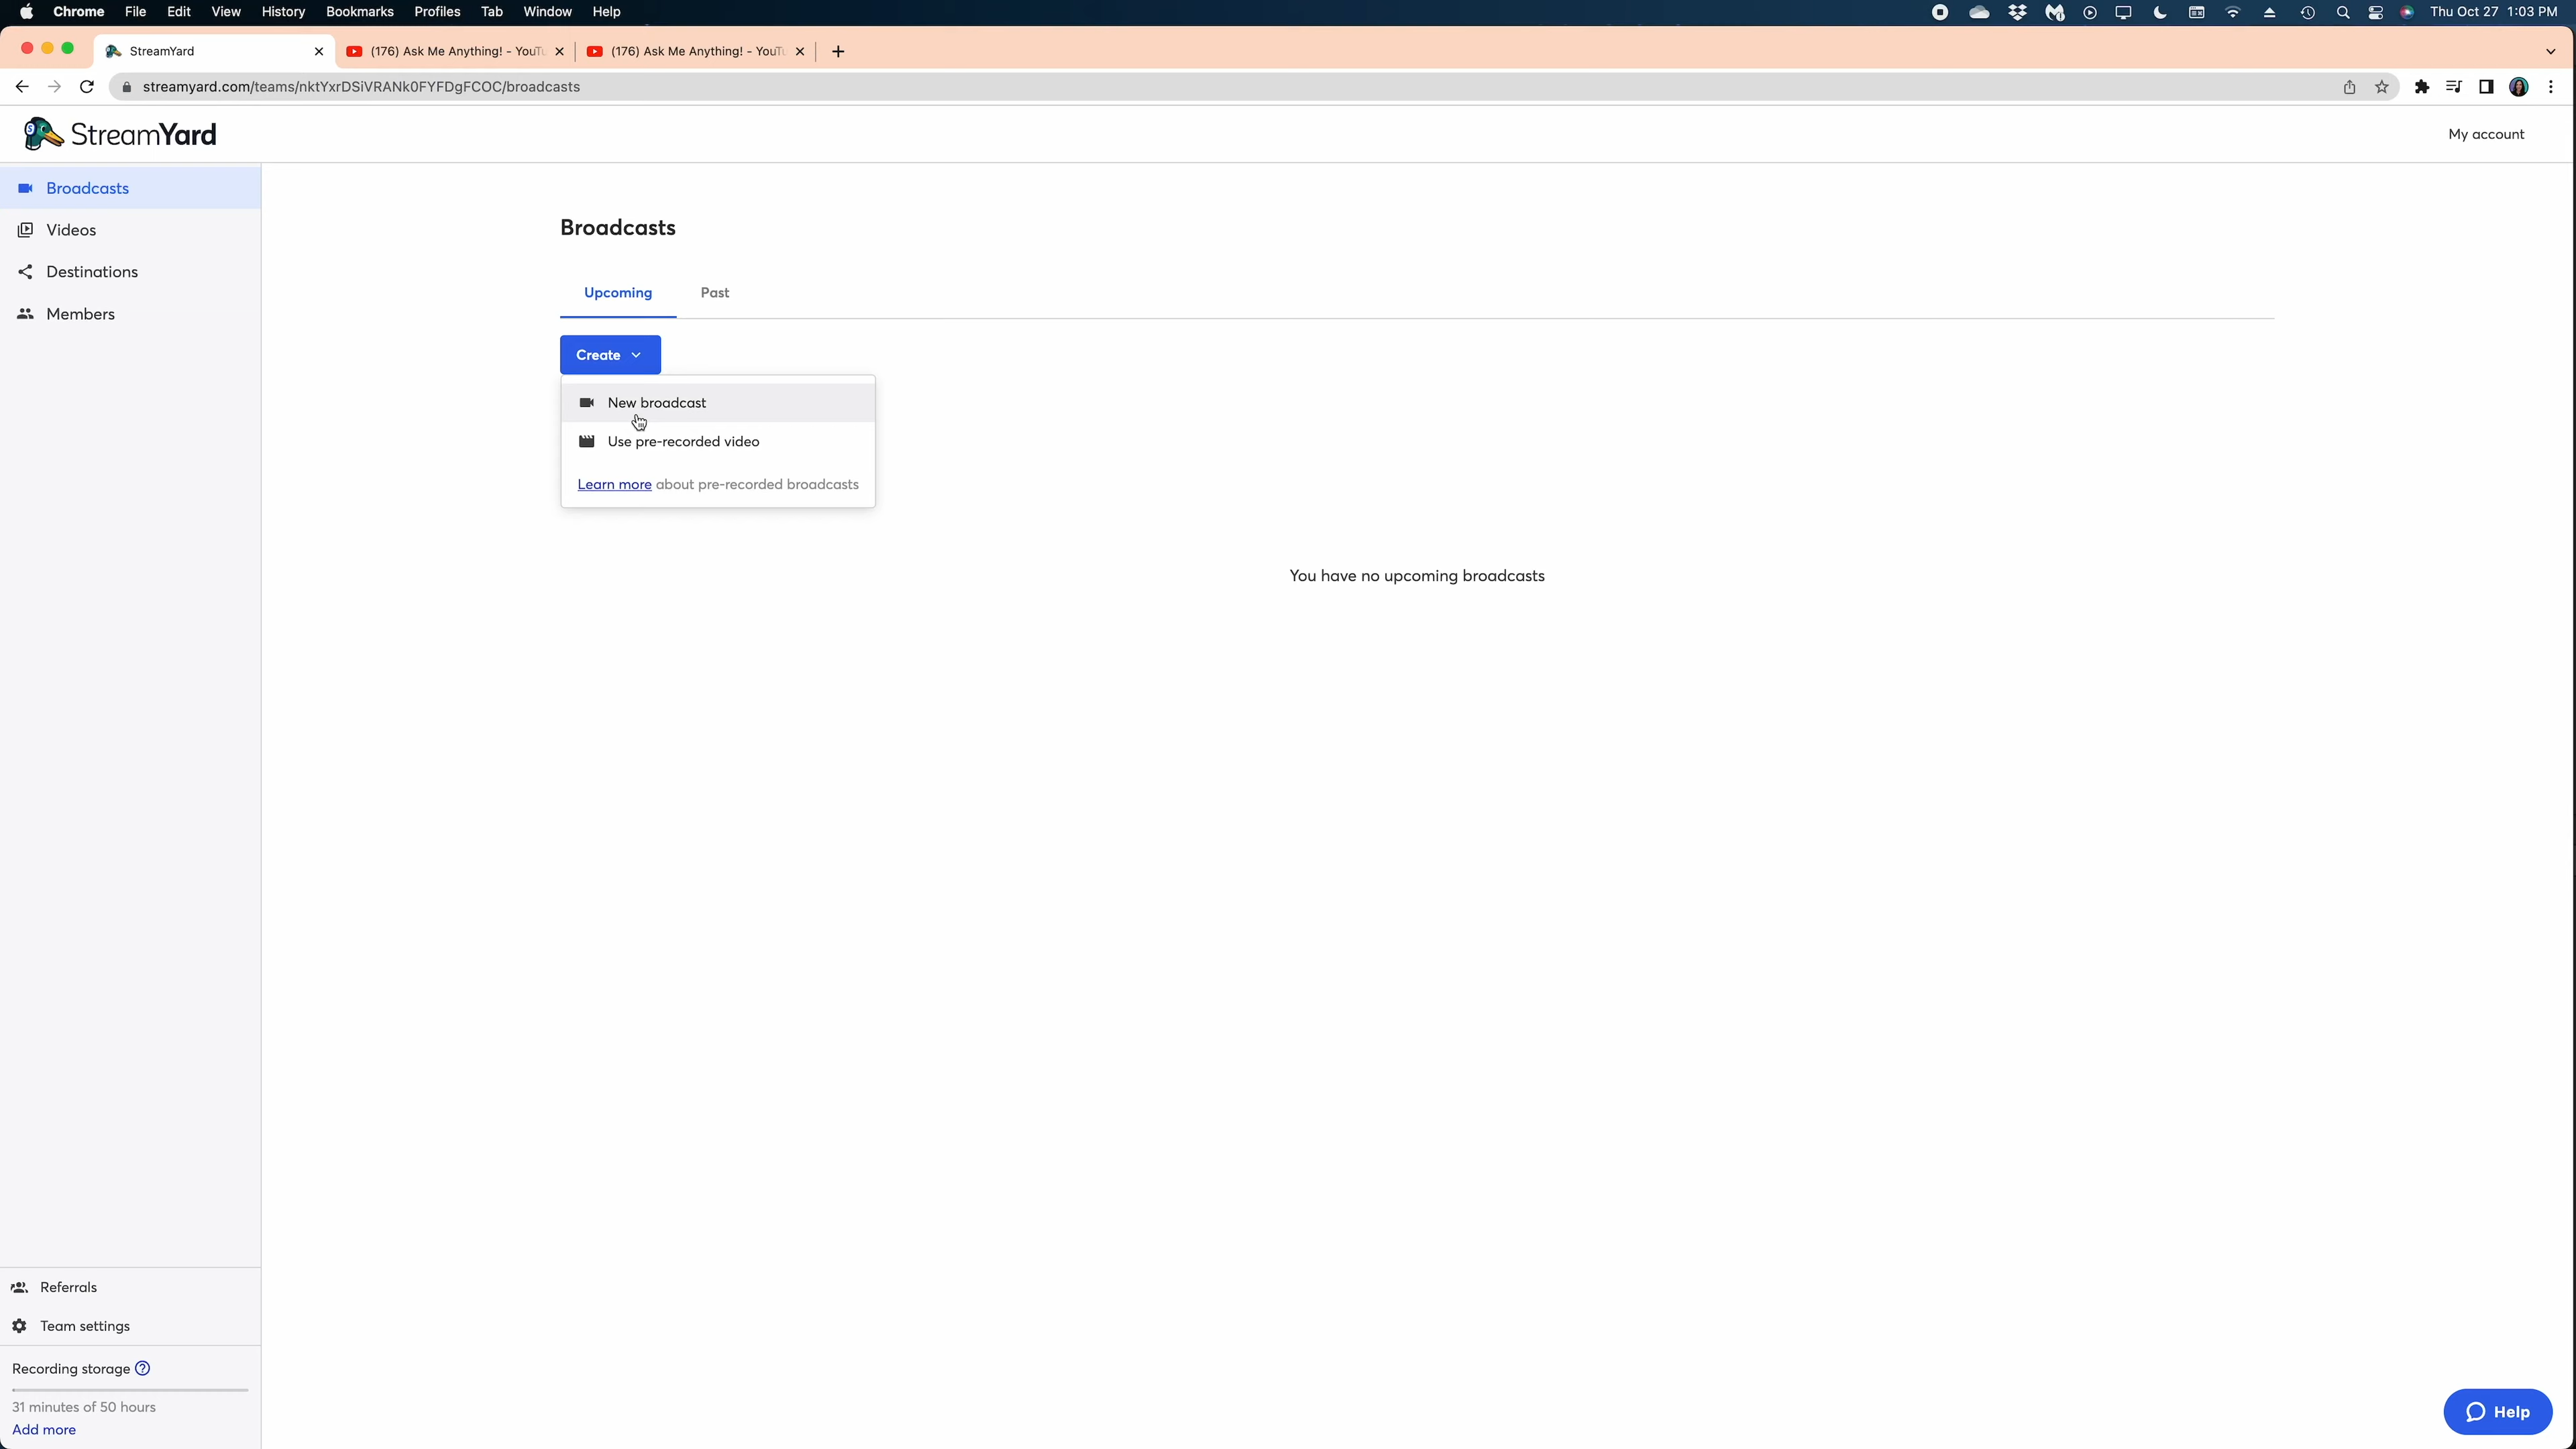 Chrome File Edit View History Bookmarks Profiles Tab Window Help Thu Oct 27 1:03 PM
StreamYard (176) Ask Me Anything! - YouTu (176) Ask Me Anything! - YouTu
streamyard.com/teams/nktYxrDSiVRANk0FYFDgFCOC/broadcasts
StreamYard My account
Broadcasts
Videos
Destinations
Members
Broadcasts
Upcoming Past
Create
New broadcast
Use pre-recorded video
Learn more about pre-recorded broadcasts
You have no upcoming broadcasts
Referrals
Team settings
Recording storage ?
31 minutes of 50 hours
Add more
Help